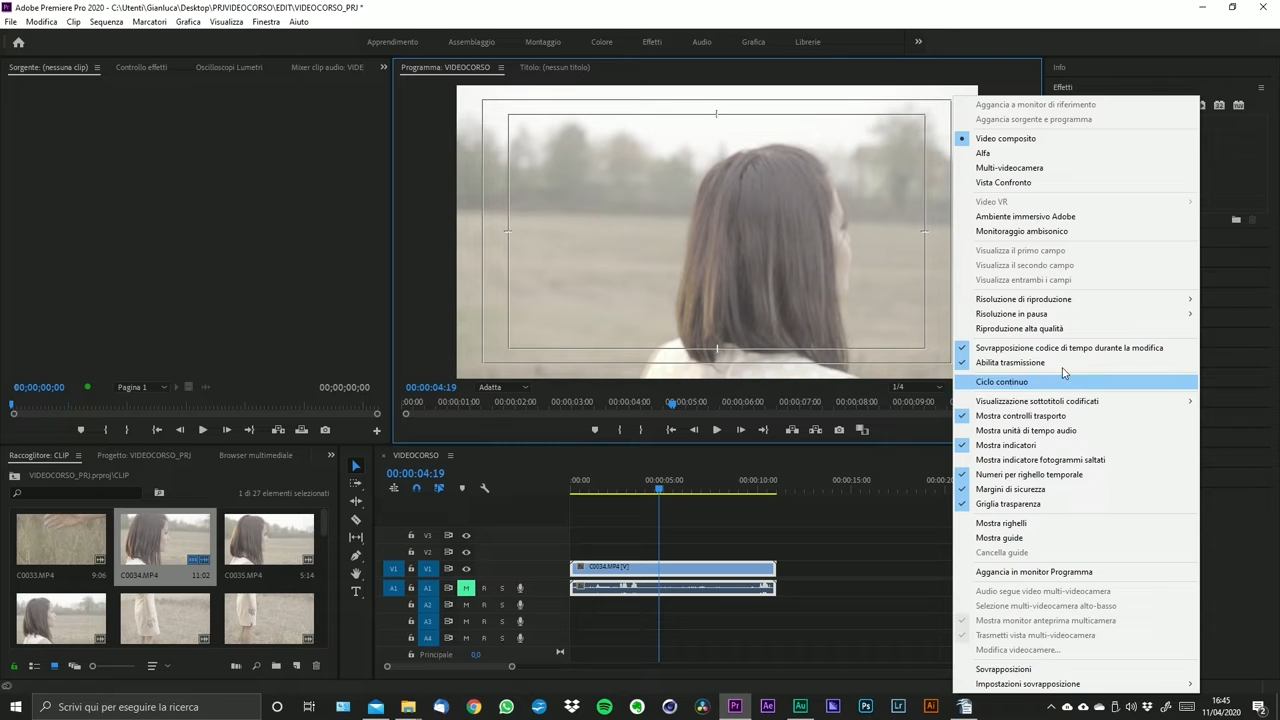 Adobe Premiere Pro 2020 - C:\Utenti\Gianluca\Desktop\PRJVIDEOCORSO\EDIT\VIDEOCORSO_PRJ *
File Modifica Clip Sequenza Marcatori Grafica Visualizza Finestra Aiuto
Apprendimento Assemblaggio Montaggio Colore Effetti Audio Grafica Librerie
Sorgente: (nessuna clip) Controllo effetti Oscilloscopi Lumetri Mixer clip audio: VIDE
Programma: VIDEOCORSO Titolo: (nessun titolo)
Info
Effetti
Aggancia a monitor di riferimento
Aggancia sorgente e programma
Video composito
Alfa
Multi-videocamera
Vista Confronto
Video VR
Ambiente immersivo Adobe
Monitoraggio ambisonico
Visualizza il primo campo
Visualizza il secondo campo
Visualizza entrambi i campi
Risoluzione di riproduzione
Risoluzione in pausa
Riproduzione alta qualità
Sovrapposizione codice di tempo durante la modifica
Abilita trasmissione
Ciclo continuo
Visualizzazione sottotitoli codificati
Mostra controlli trasporto
Mostra unità di tempo audio
Mostra indicatori
Mostra indicatore fotogrammi saltati
Numeri per righello temporale
Margini di sicurezza
Griglia trasparenza
Mostra righelli
Mostra guide
Cancella guide
Aggancia in monitor Programma
Audio segue video multi-videocamera
Selezione multi-videocamera alto-basso
Mostra monitor anteprima multicamera
Trasmetti vista multi-videocamera
Modifica videocamere...
Sovrapposizioni
Impostazioni sovrapposizione
00;00;00;00 Pagina 1 00;00;00;00
00:00:04:19 Adatta 1/4
:00:00 00:00:01:00 00:00:02:00 00:00:03:00 00:00:04:00 00:00:05:00 00:00:06:00 00:00:07:00 00:00:08:00 00:00:09:00
Raccoglitore: CLIP Progetto: VIDEOCORSO_PRJ Browser multimediale
VIDEOCORSO_PRJ.prproj\CLIP
1 di 27 elementi selezionati
C0033.MP4 9:06 C0034.MP4 11:02 C0035.MP4 5:14
VIDEOCORSO
00:00:04:19
:00:00 00:00:05:00 00:00:10:00 00:00:15:00
V3
V2
V1 V1 C0034.MP4 [V]
A1 A1 M R S
A2 M R S
A3 M R S
A4 M R S
Principale 0,0
Scrivi qui per eseguire la ricerca
Pr Ae Au Ps Lr Ai
16:45
11/04/2020